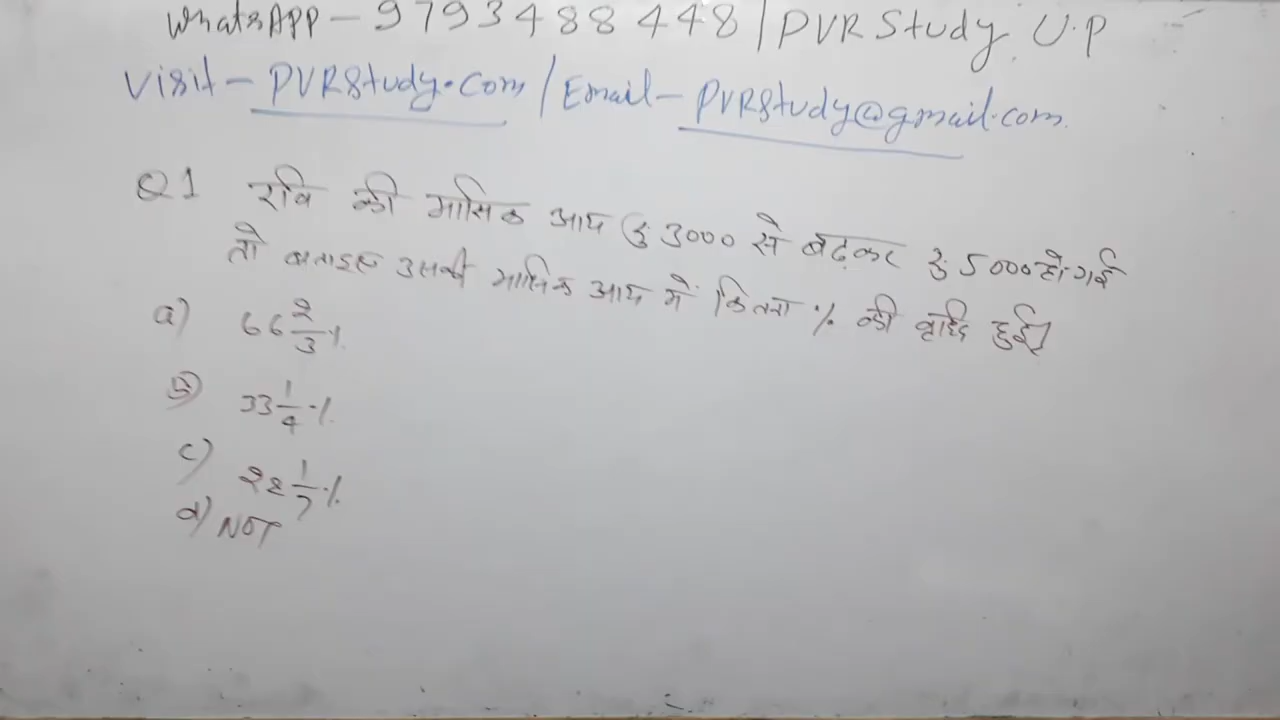 WhatsAPP - 9793488448 | PVR Study U.P
Visit - PVRStudy.Com / Email - PVRStudy@gmail.com
Q1 रवि की मासिक आय रु 3000 से बढ़कर रु 5000 हो गई
तो बताइए उसकी मासिक आय में कितना % की वृद्धि हुई?
a) 66 2/3 %
b) 33 1/4 %
c) 22 1/7 %
d) NOT